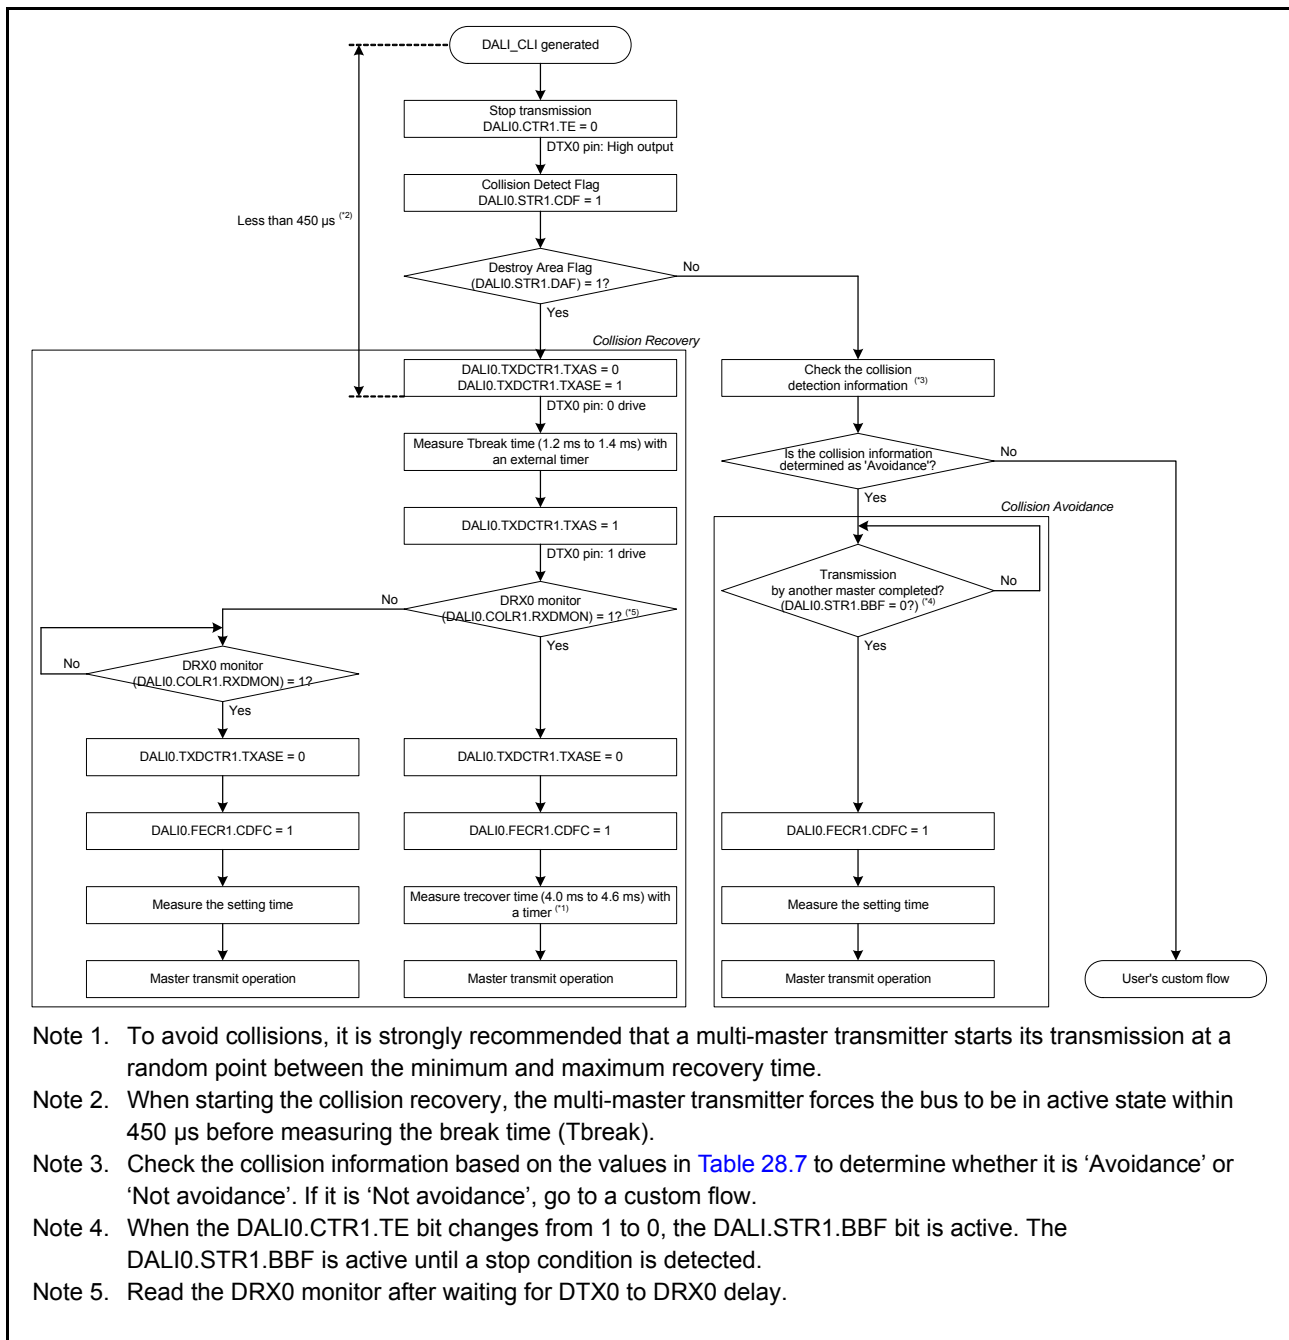 DALI_CLI generated
Stop transmission
DALI0.CTR1.TE = 0
DTX0 pin: High output
Collision Detect Flag
DALI0.STR1.CDF = 1
Less than 450 µs (*2)
Destroy Area Flag
(DALI0.STR1.DAF) = 1?
No
Yes
Collision Recovery
DALI0.TXDCTR1.TXAS = 0
DALI0.TXDCTR1.TXASE = 1
Check the collision
detection information (*3)
DTX0 pin: 0 drive
Measure Tbreak time (1.2 ms to 1.4 ms) with
an external timer
Is the collision information
determined as 'Avoidance'?
No
Yes
Collision Avoidance
DALI0.TXDCTR1.TXAS = 1
DTX0 pin: 1 drive
Transmission
by another master completed?
(DALI0.STR1.BBF = 0?) (*4)
No
No
DRX0 monitor
(DALI0.COLR1.RXDMON) = 1? (*5)
Yes
Yes
No
DRX0 monitor
(DALI0.COLR1.RXDMON) = 1?
Yes
DALI0.TXDCTR1.TXASE = 0
DALI0.TXDCTR1.TXASE = 0
DALI0.FECR1.CDFC = 1
DALI0.FECR1.CDFC = 1
DALI0.FECR1.CDFC = 1
Measure the setting time
Measure trecover time (4.0 ms to 4.6 ms) with
a timer (*1)
Measure the setting time
Master transmit operation
Master transmit operation
Master transmit operation
User's custom flow
Note 1. To avoid collisions, it is strongly recommended that a multi-master transmitter starts its transmission at a
random point between the minimum and maximum recovery time.
Note 2. When starting the collision recovery, the multi-master transmitter forces the bus to be in active state within
450 µs before measuring the break time (Tbreak).
Note 3. Check the collision information based on the values in Table 28.7 to determine whether it is ‘Avoidance’ or
‘Not avoidance’. If it is ‘Not avoidance’, go to a custom flow.
Note 4. When the DALI0.CTR1.TE bit changes from 1 to 0, the DALI.STR1.BBF bit is active. The
DALI0.STR1.BBF is active until a stop condition is detected.
Note 5. Read the DRX0 monitor after waiting for DTX0 to DRX0 delay.